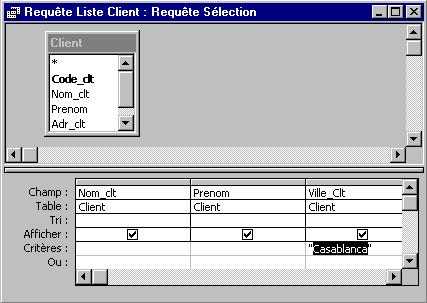 Requête Liste Client : Requête Sélection
Client
*
Code_clt
Nom_clt
Prenom
Adr_clt
Champ : Nom_clt Prenom Ville_Clt
Table : Client Client Client
Tri :
Afficher :
Critères : "Casablanca"
Ou :